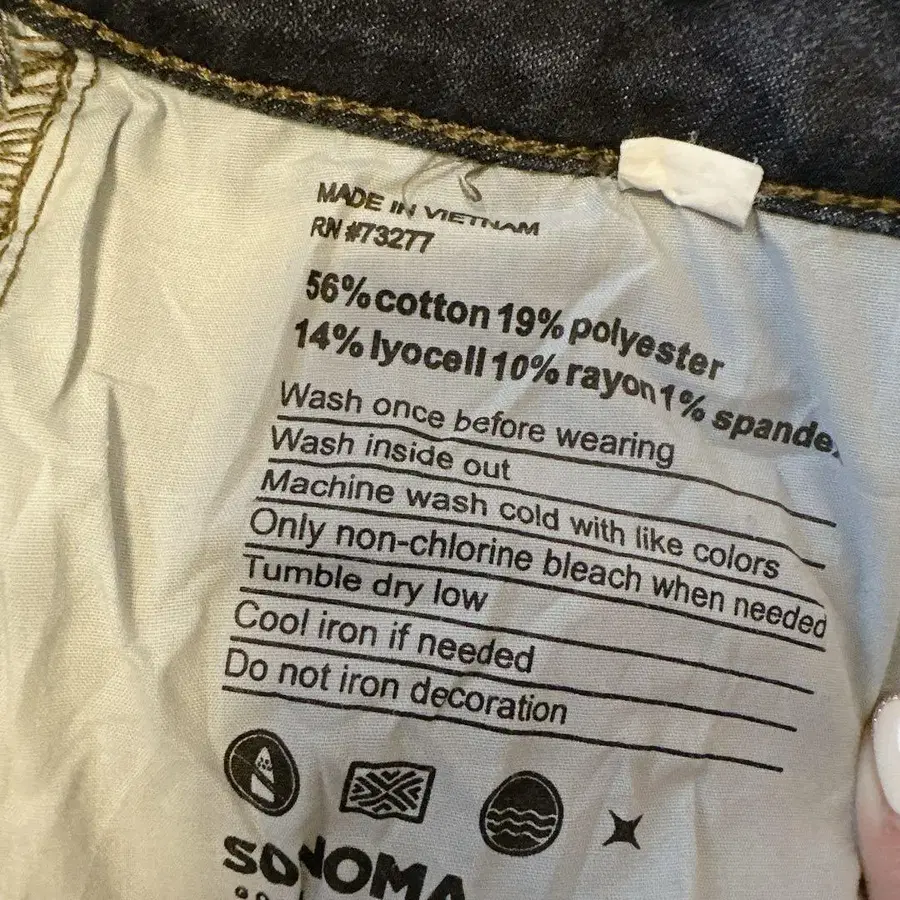 MADE IN VIETNAM
RN #73277
56% cotton 19% polyester
14% lyocell 10% rayon 1% spande
Wash once before wearing
Wash inside out
Machine wash cold with like colors
Only non-chlorine bleach when needed
Tumble dry low
Cool iron if needed
Do not iron decoration
SONOMA